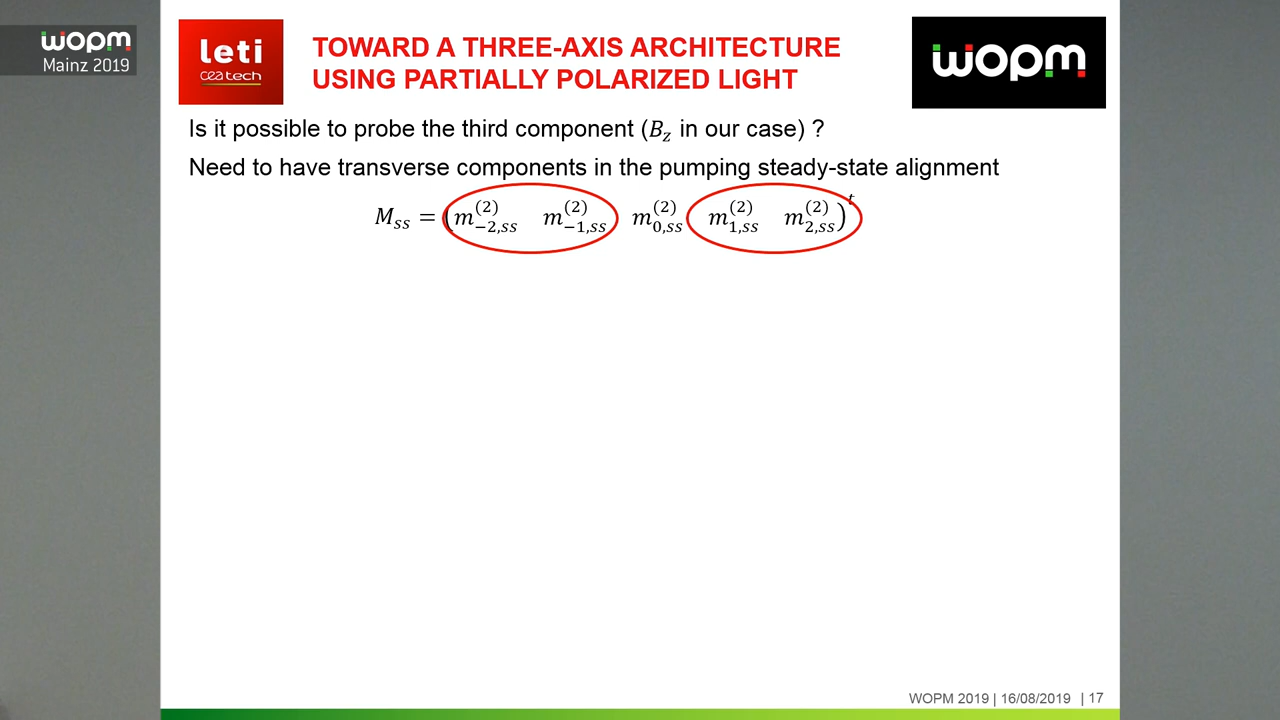 wopm
Mainz 2019
leti
ceatech
TOWARD A THREE-AXIS ARCHITECTURE
USING PARTIALLY POLARIZED LIGHT
wopm
Is it possible to probe the third component (𝐵_z in our case) ?
Need to have transverse components in the pumping steady-state alignment
𝑀_ss = (𝑚^(2)_−2,ss 𝑚^(2)_−1,ss 𝑚^(2)_0,ss 𝑚^(2)_1,ss 𝑚^(2)_2,ss)^t
WOPM 2019 | 16/08/2019 | 17